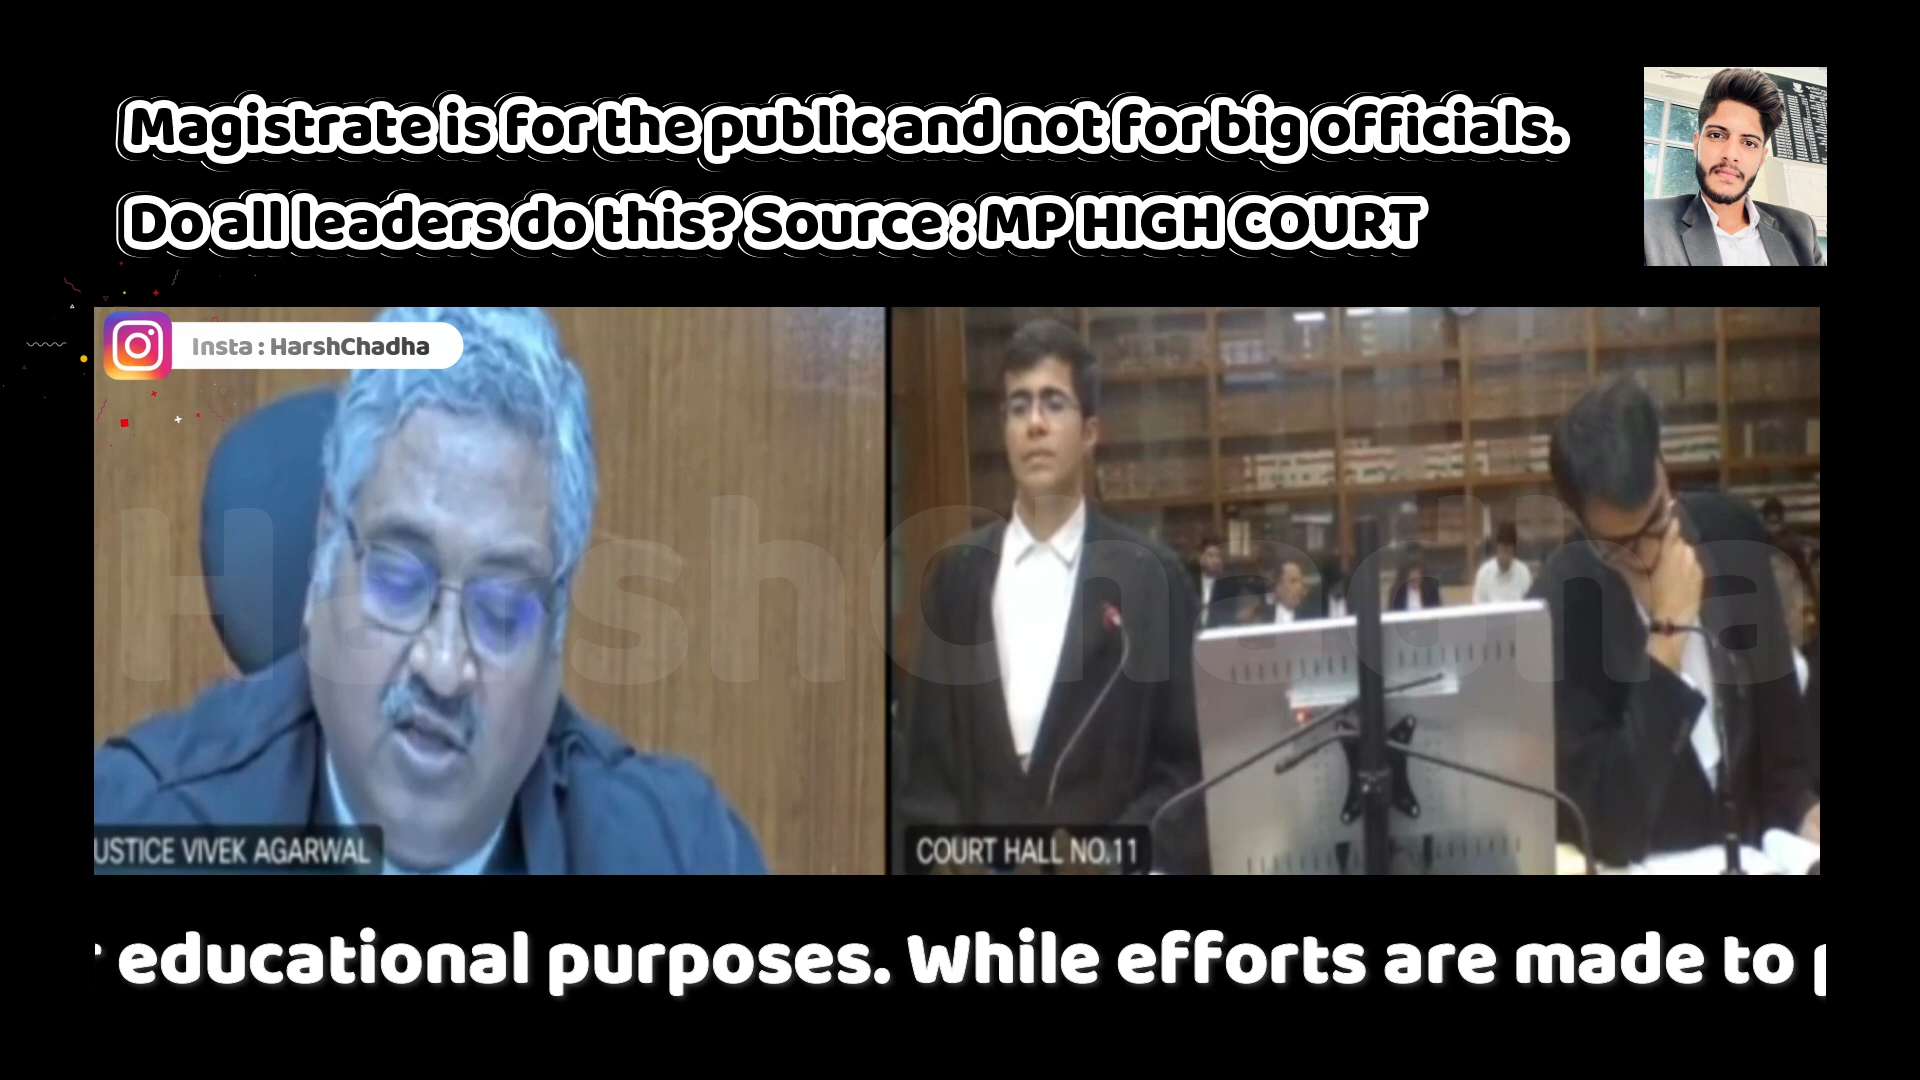 Magistrate is for the public and not for big officials.
Do all leaders do this? Source : MP HIGH COURT
Insta : HarshChadha
HarshChadha
USTICE VIVEK AGARWAL
COURT HALL NO.11
educational purposes. While efforts are made to